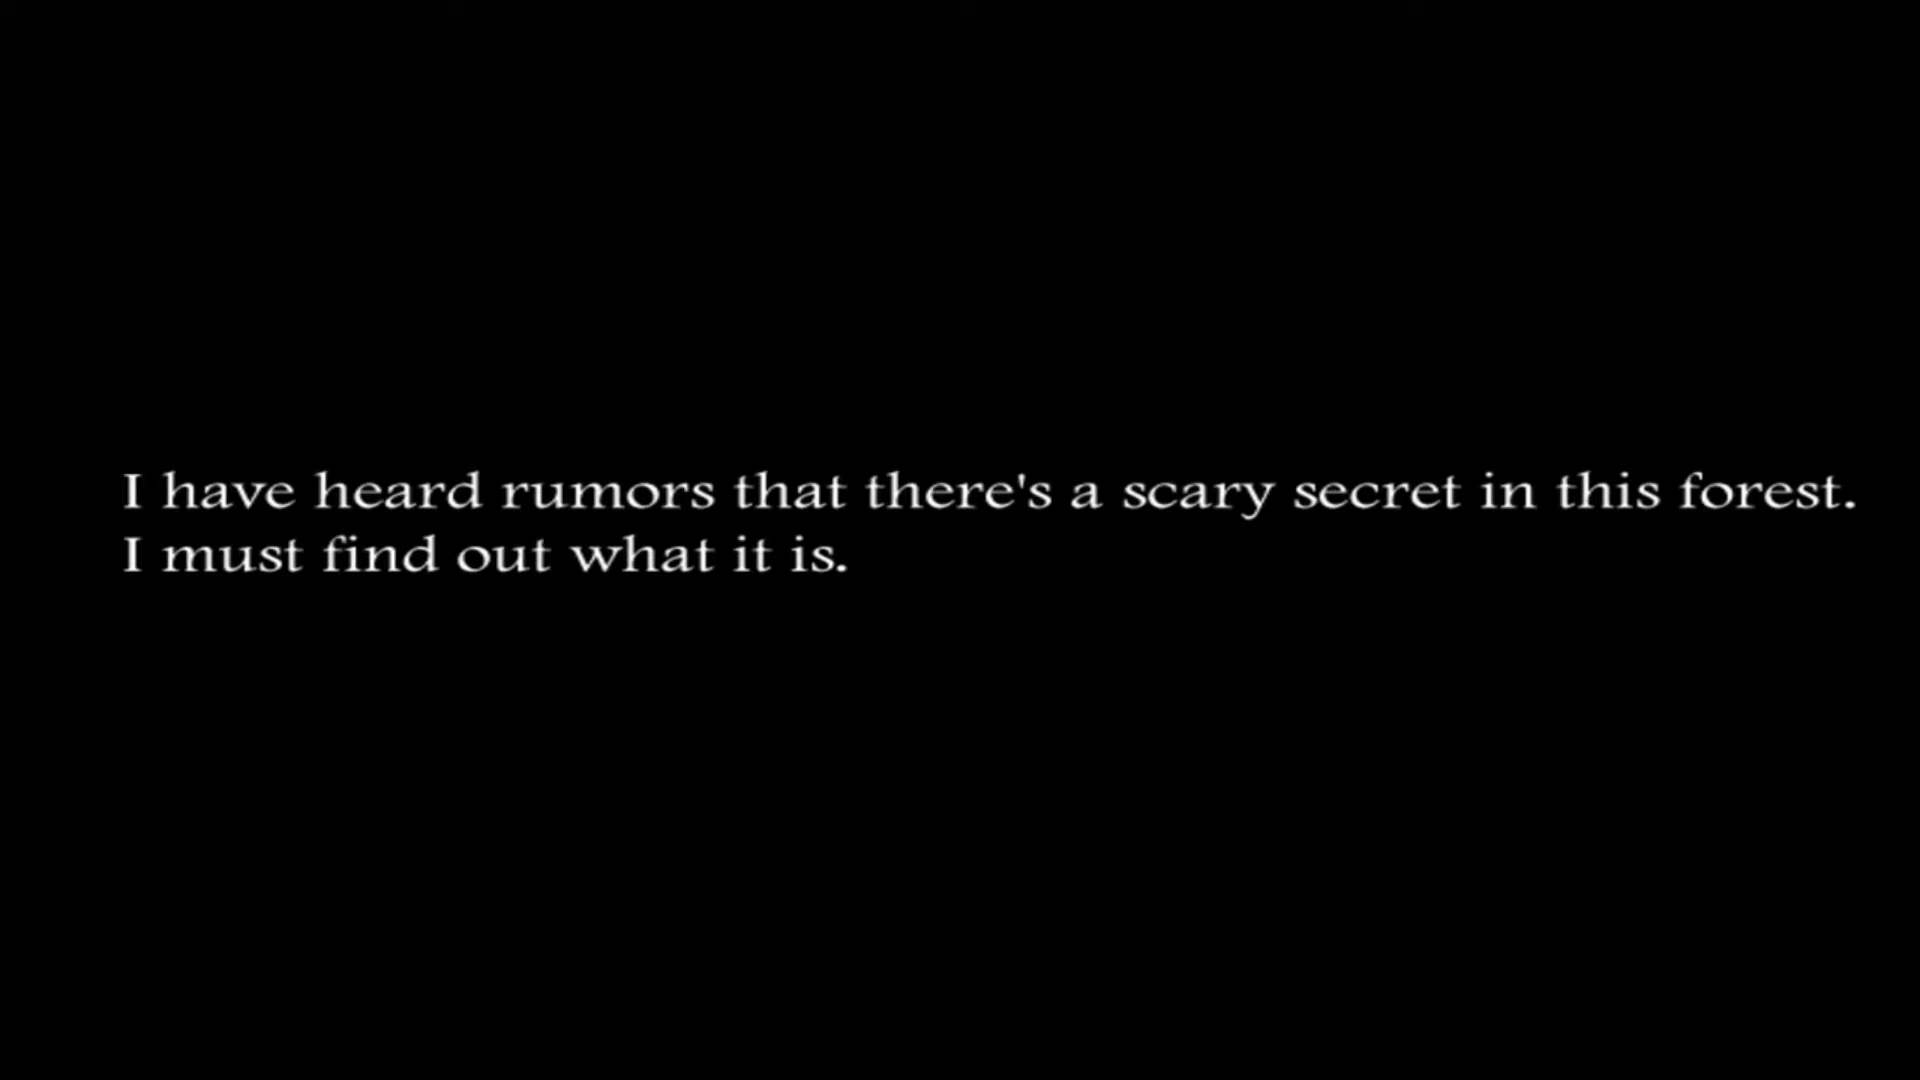 I have heard rumors that there's a scary secret in this forest.
I must find out what it is.